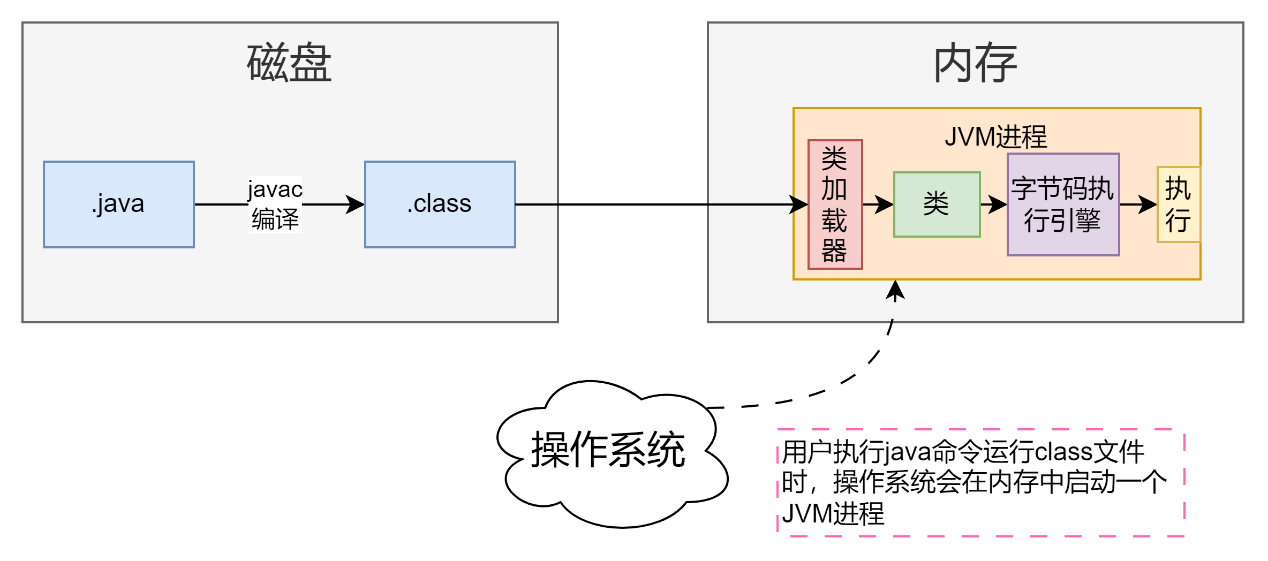 磁盘
内存
.java
javac
编译
.class
JVM进程
类
加
载
器
类
字节码执
行引擎
执
行
操作系统
用户执行java命令运行class文件
时，操作系统会在内存中启动一个
JVM进程